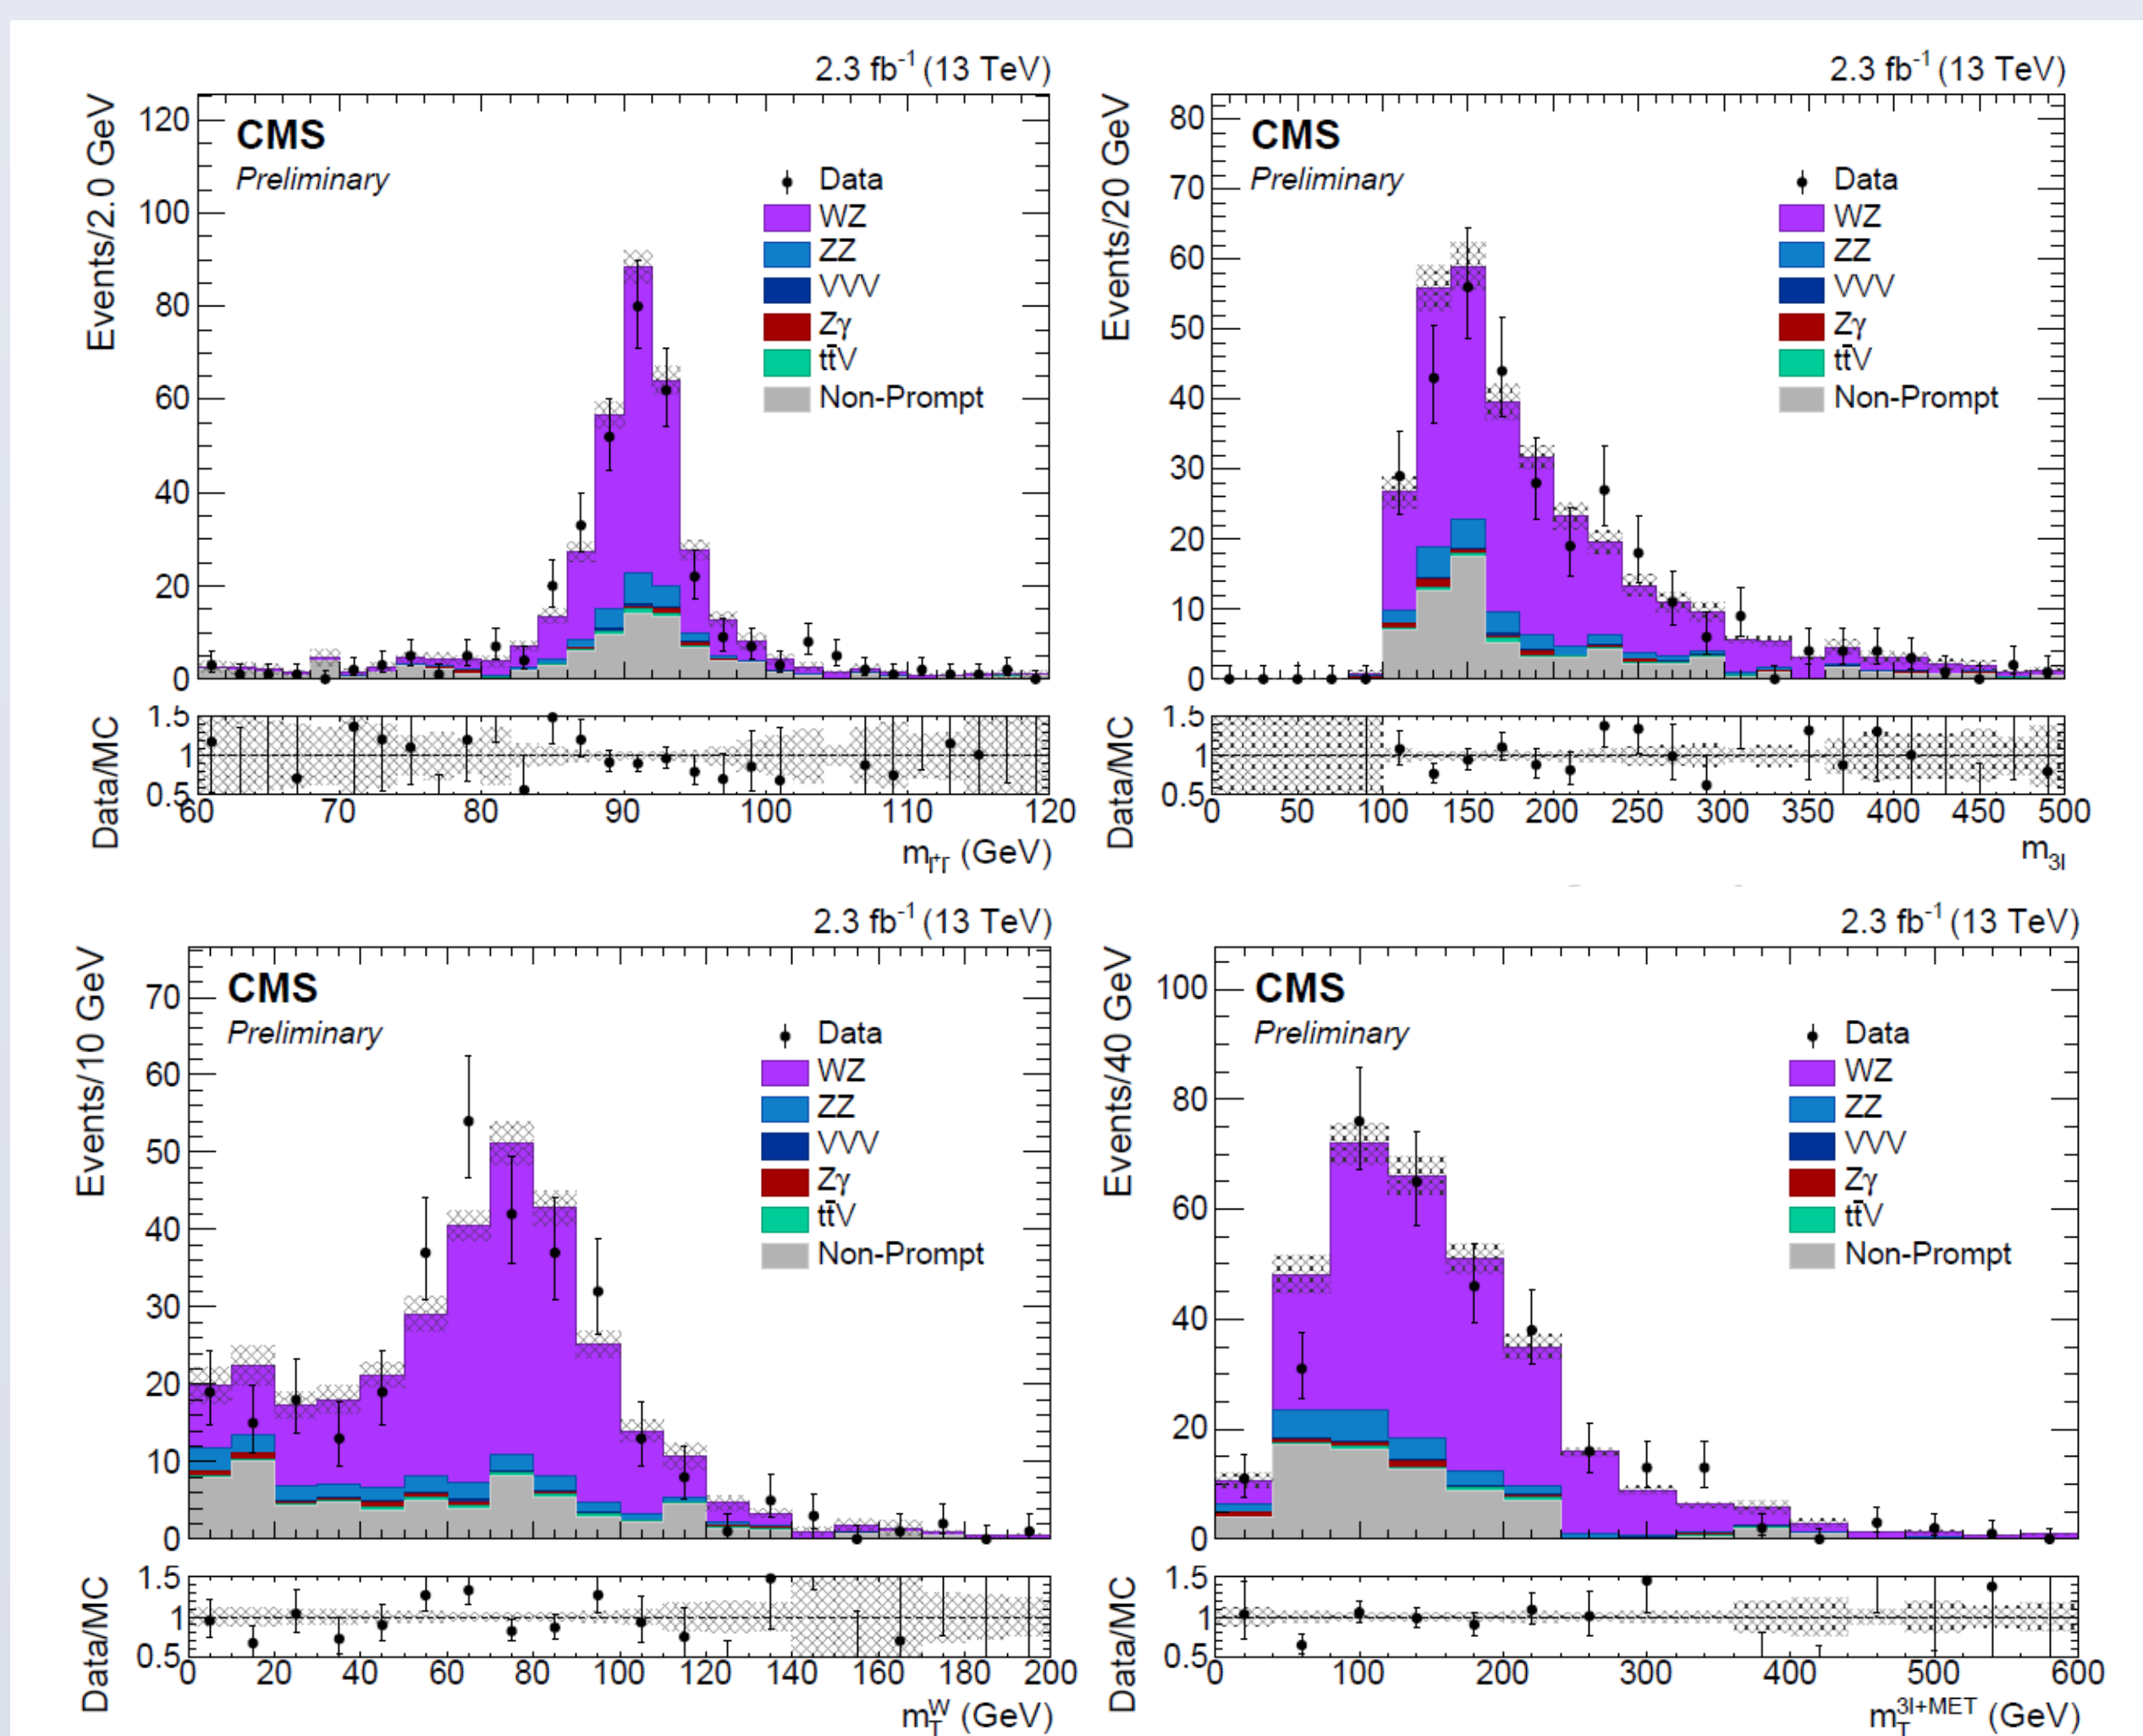 2.3 fb⁻¹ (13 TeV)
Events/2.0 GeV
CMS
Preliminary
Data
WZ
ZZ
VVV
Zγ
tt̄V
Non-Prompt
120
100
80
60
40
20
0
Data/MC
1.5
1
0.5
60 70 80 90 100 110 120
m_l⁺l⁻ (GeV)
2.3 fb⁻¹ (13 TeV)
Events/20 GeV
CMS
Preliminary
Data
WZ
ZZ
VVV
Zγ
tt̄V
Non-Prompt
80
70
60
50
40
30
20
10
0
Data/MC
1.5
1
0.5
0 50 100 150 200 250 300 350 400 450 500
m_3l
2.3 fb⁻¹ (13 TeV)
Events/10 GeV
CMS
Preliminary
Data
WZ
ZZ
VVV
Zγ
tt̄V
Non-Prompt
70
60
50
40
30
20
10
0
Data/MC
1.5
1
0.5
0 20 40 60 80 100 120 140 160 180 200
m_T^W (GeV)
2.3 fb⁻¹ (13 TeV)
Events/40 GeV
CMS
Preliminary
Data
WZ
ZZ
VVV
Zγ
tt̄V
Non-Prompt
100
80
60
40
20
0
Data/MC
1.5
1
0.5
0 100 200 300 400 500 600
m_T^3l+MET (GeV)